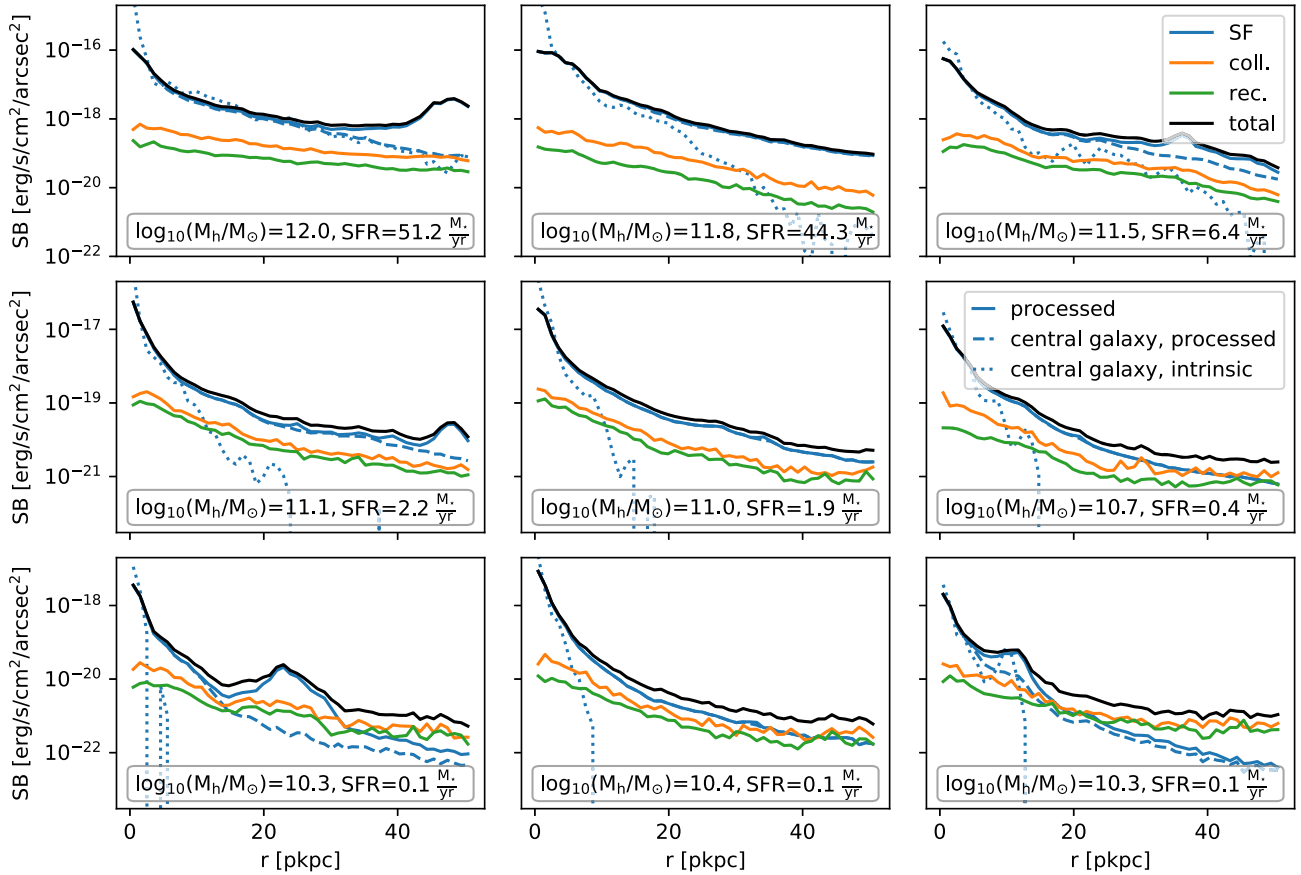 SB [erg/s/cm²/arcsec²]
10⁻¹⁶
10⁻¹⁸
10⁻²⁰
10⁻²²
log₁₀(Mₕ/M⊙)=12.0, SFR=51.2 M⋆/yr
log₁₀(Mₕ/M⊙)=11.8, SFR=44.3 M⋆/yr
SF
coll.
rec.
total
log₁₀(Mₕ/M⊙)=11.5, SFR=6.4 M⋆/yr
SB [erg/s/cm²/arcsec²]
10⁻¹⁷
10⁻¹⁹
10⁻²¹
log₁₀(Mₕ/M⊙)=11.1, SFR=2.2 M⋆/yr
log₁₀(Mₕ/M⊙)=11.0, SFR=1.9 M⋆/yr
processed
central galaxy, processed
central galaxy, intrinsic
log₁₀(Mₕ/M⊙)=10.7, SFR=0.4 M⋆/yr
SB [erg/s/cm²/arcsec²]
10⁻¹⁸
10⁻²⁰
10⁻²²
log₁₀(Mₕ/M⊙)=10.3, SFR=0.1 M⋆/yr
log₁₀(Mₕ/M⊙)=10.4, SFR=0.1 M⋆/yr
log₁₀(Mₕ/M⊙)=10.3, SFR=0.1 M⋆/yr
0 20 40
0 20 40
0 20 40
r [pkpc]
r [pkpc]
r [pkpc]